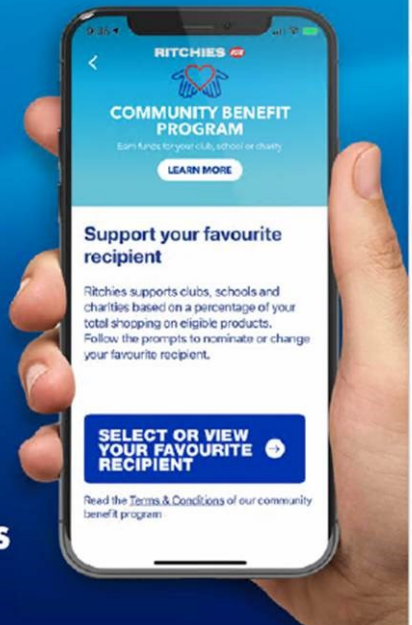 9:36
RITCHIES IGA
COMMUNITY BENEFIT
PROGRAM
Earn funds for your club, school or charity
LEARN MORE
Support your favourite
recipient
Ritchies supports clubs, schools and
charities based on a percentage of your
total shopping on eligible products.
Follow the prompts to nominate or change
your favourite recipient.
SELECT OR VIEW
YOUR FAVOURITE
RECIPIENT
Read the Terms & Conditions of our community
benefit program
s